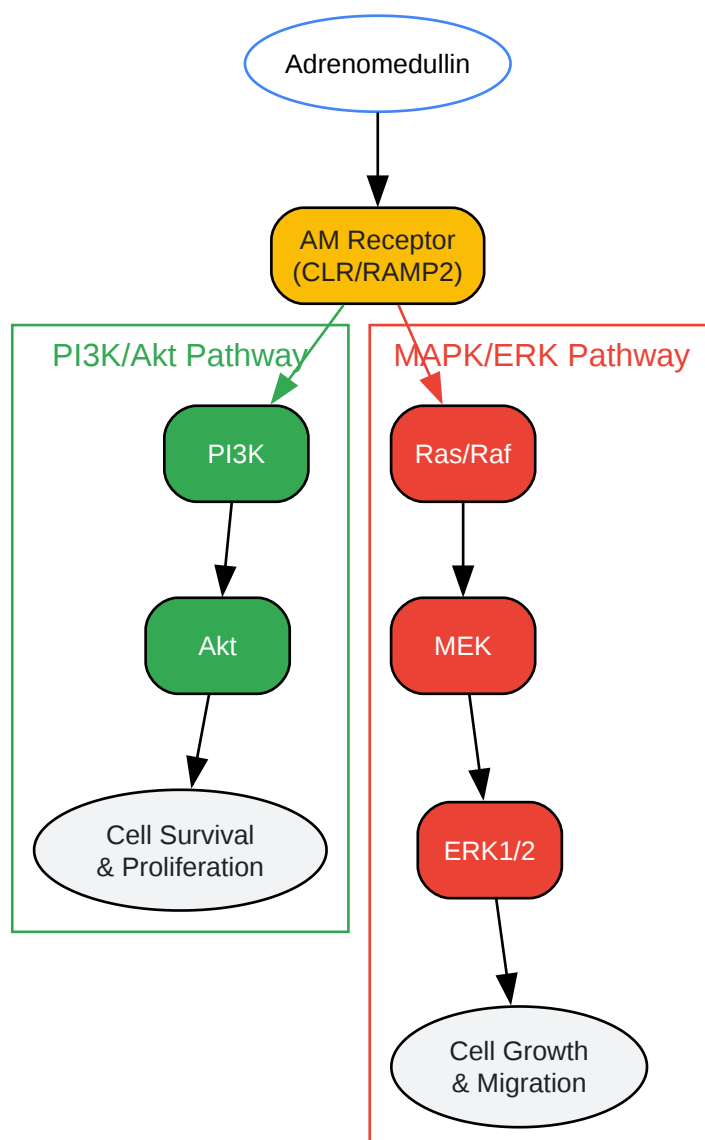 Adrenomedullin
AM Receptor
(CLR/RAMP2)
PI3K/Akt Pathway
MAPK/ERK Pathway
PI3K
Ras/Raf
Akt
MEK
Cell Survival
& Proliferation
ERK1/2
Cell Growth
& Migration